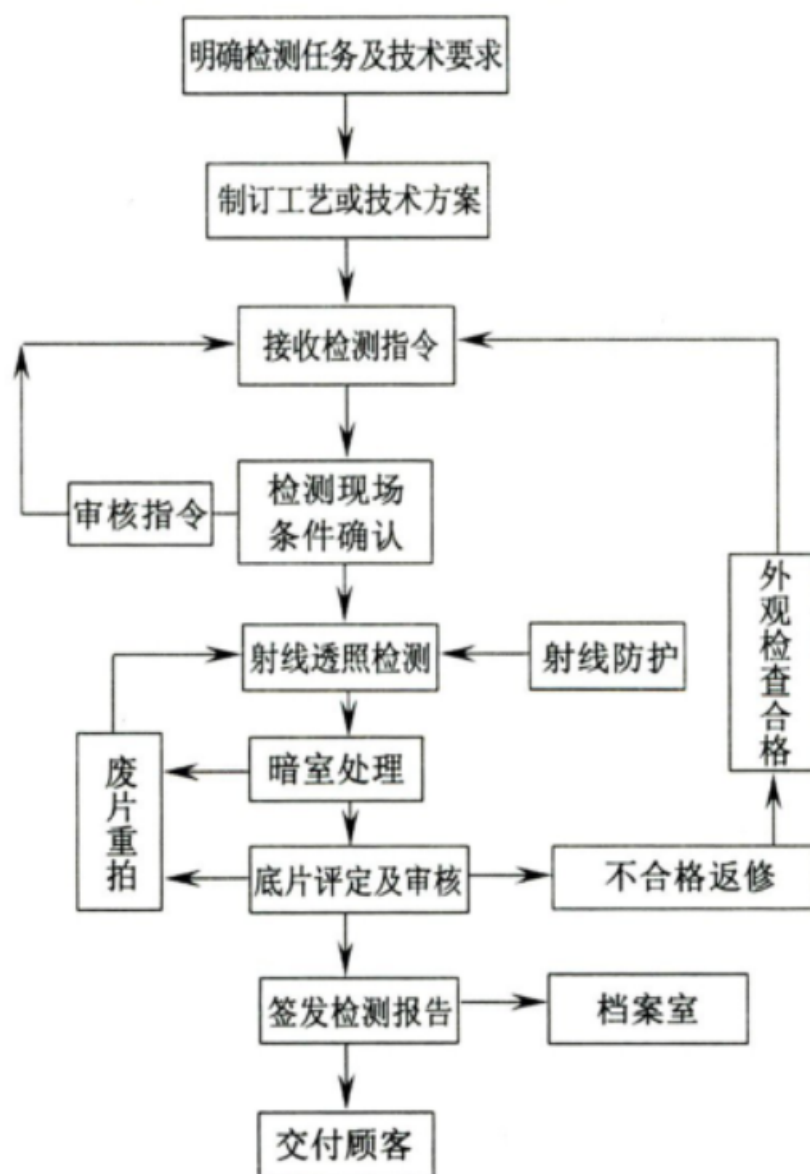 明确检测任务及技术要求
制订工艺或技术方案
接收检测指令
检测现场
条件确认
审核指令
外观检查合格
射线透照检测
射线防护
废片重拍
暗室处理
底片评定及审核
不合格返修
签发检测报告
档案室
交付顾客